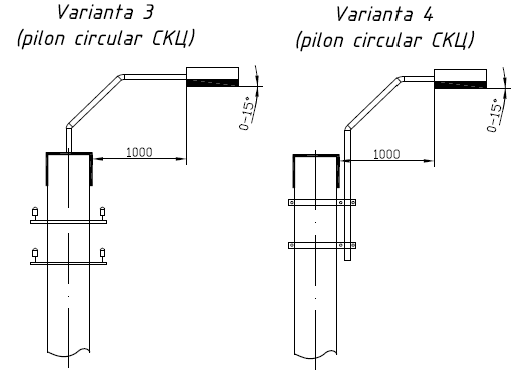 Varianta 3
(pilon circular СКЦ)
Varianta 4
(pilon circular СКЦ)
1000
0-15°
1000
0-15°